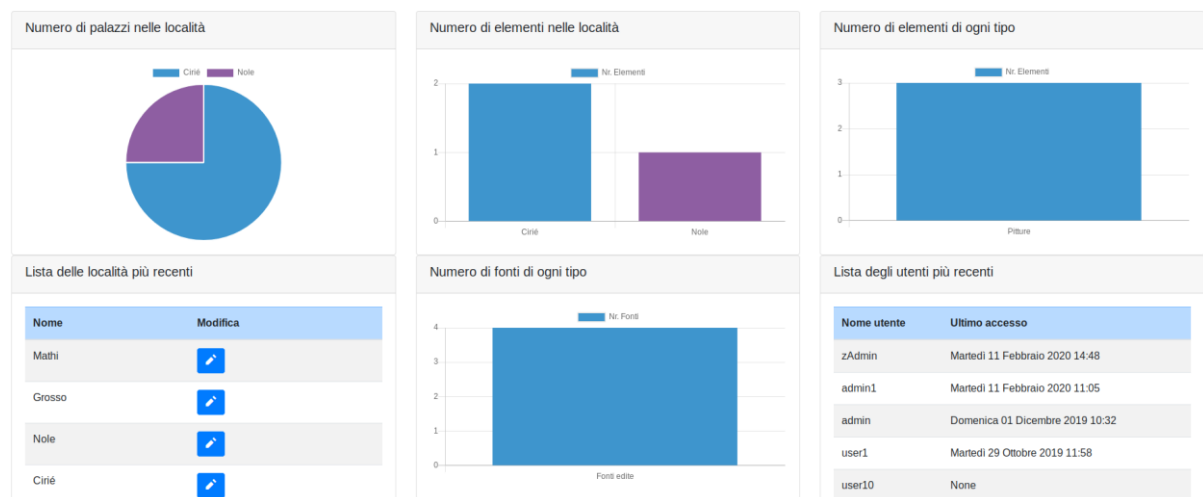 Numero di palazzi nelle località
Cirié Nole
Numero di elementi nelle località
Nr. Elementi
2
1
0
Cirié Nole
Numero di elementi di ogni tipo
Nr. Elementi
3
2
1
0
Pitture
Lista delle località più recenti
Nome Modifica
Mathi
Grosso
Nole
Cirié
Numero di fonti di ogni tipo
Nr. Fonti
4
3
2
1
0
Fonti edite
Lista degli utenti più recenti
Nome utente Ultimo accesso
zAdmin Martedì 11 Febbraio 2020 14:48
admin1 Martedì 11 Febbraio 2020 11:05
admin Domenica 01 Dicembre 2019 10:32
user1 Martedì 29 Ottobre 2019 11:58
user10 None